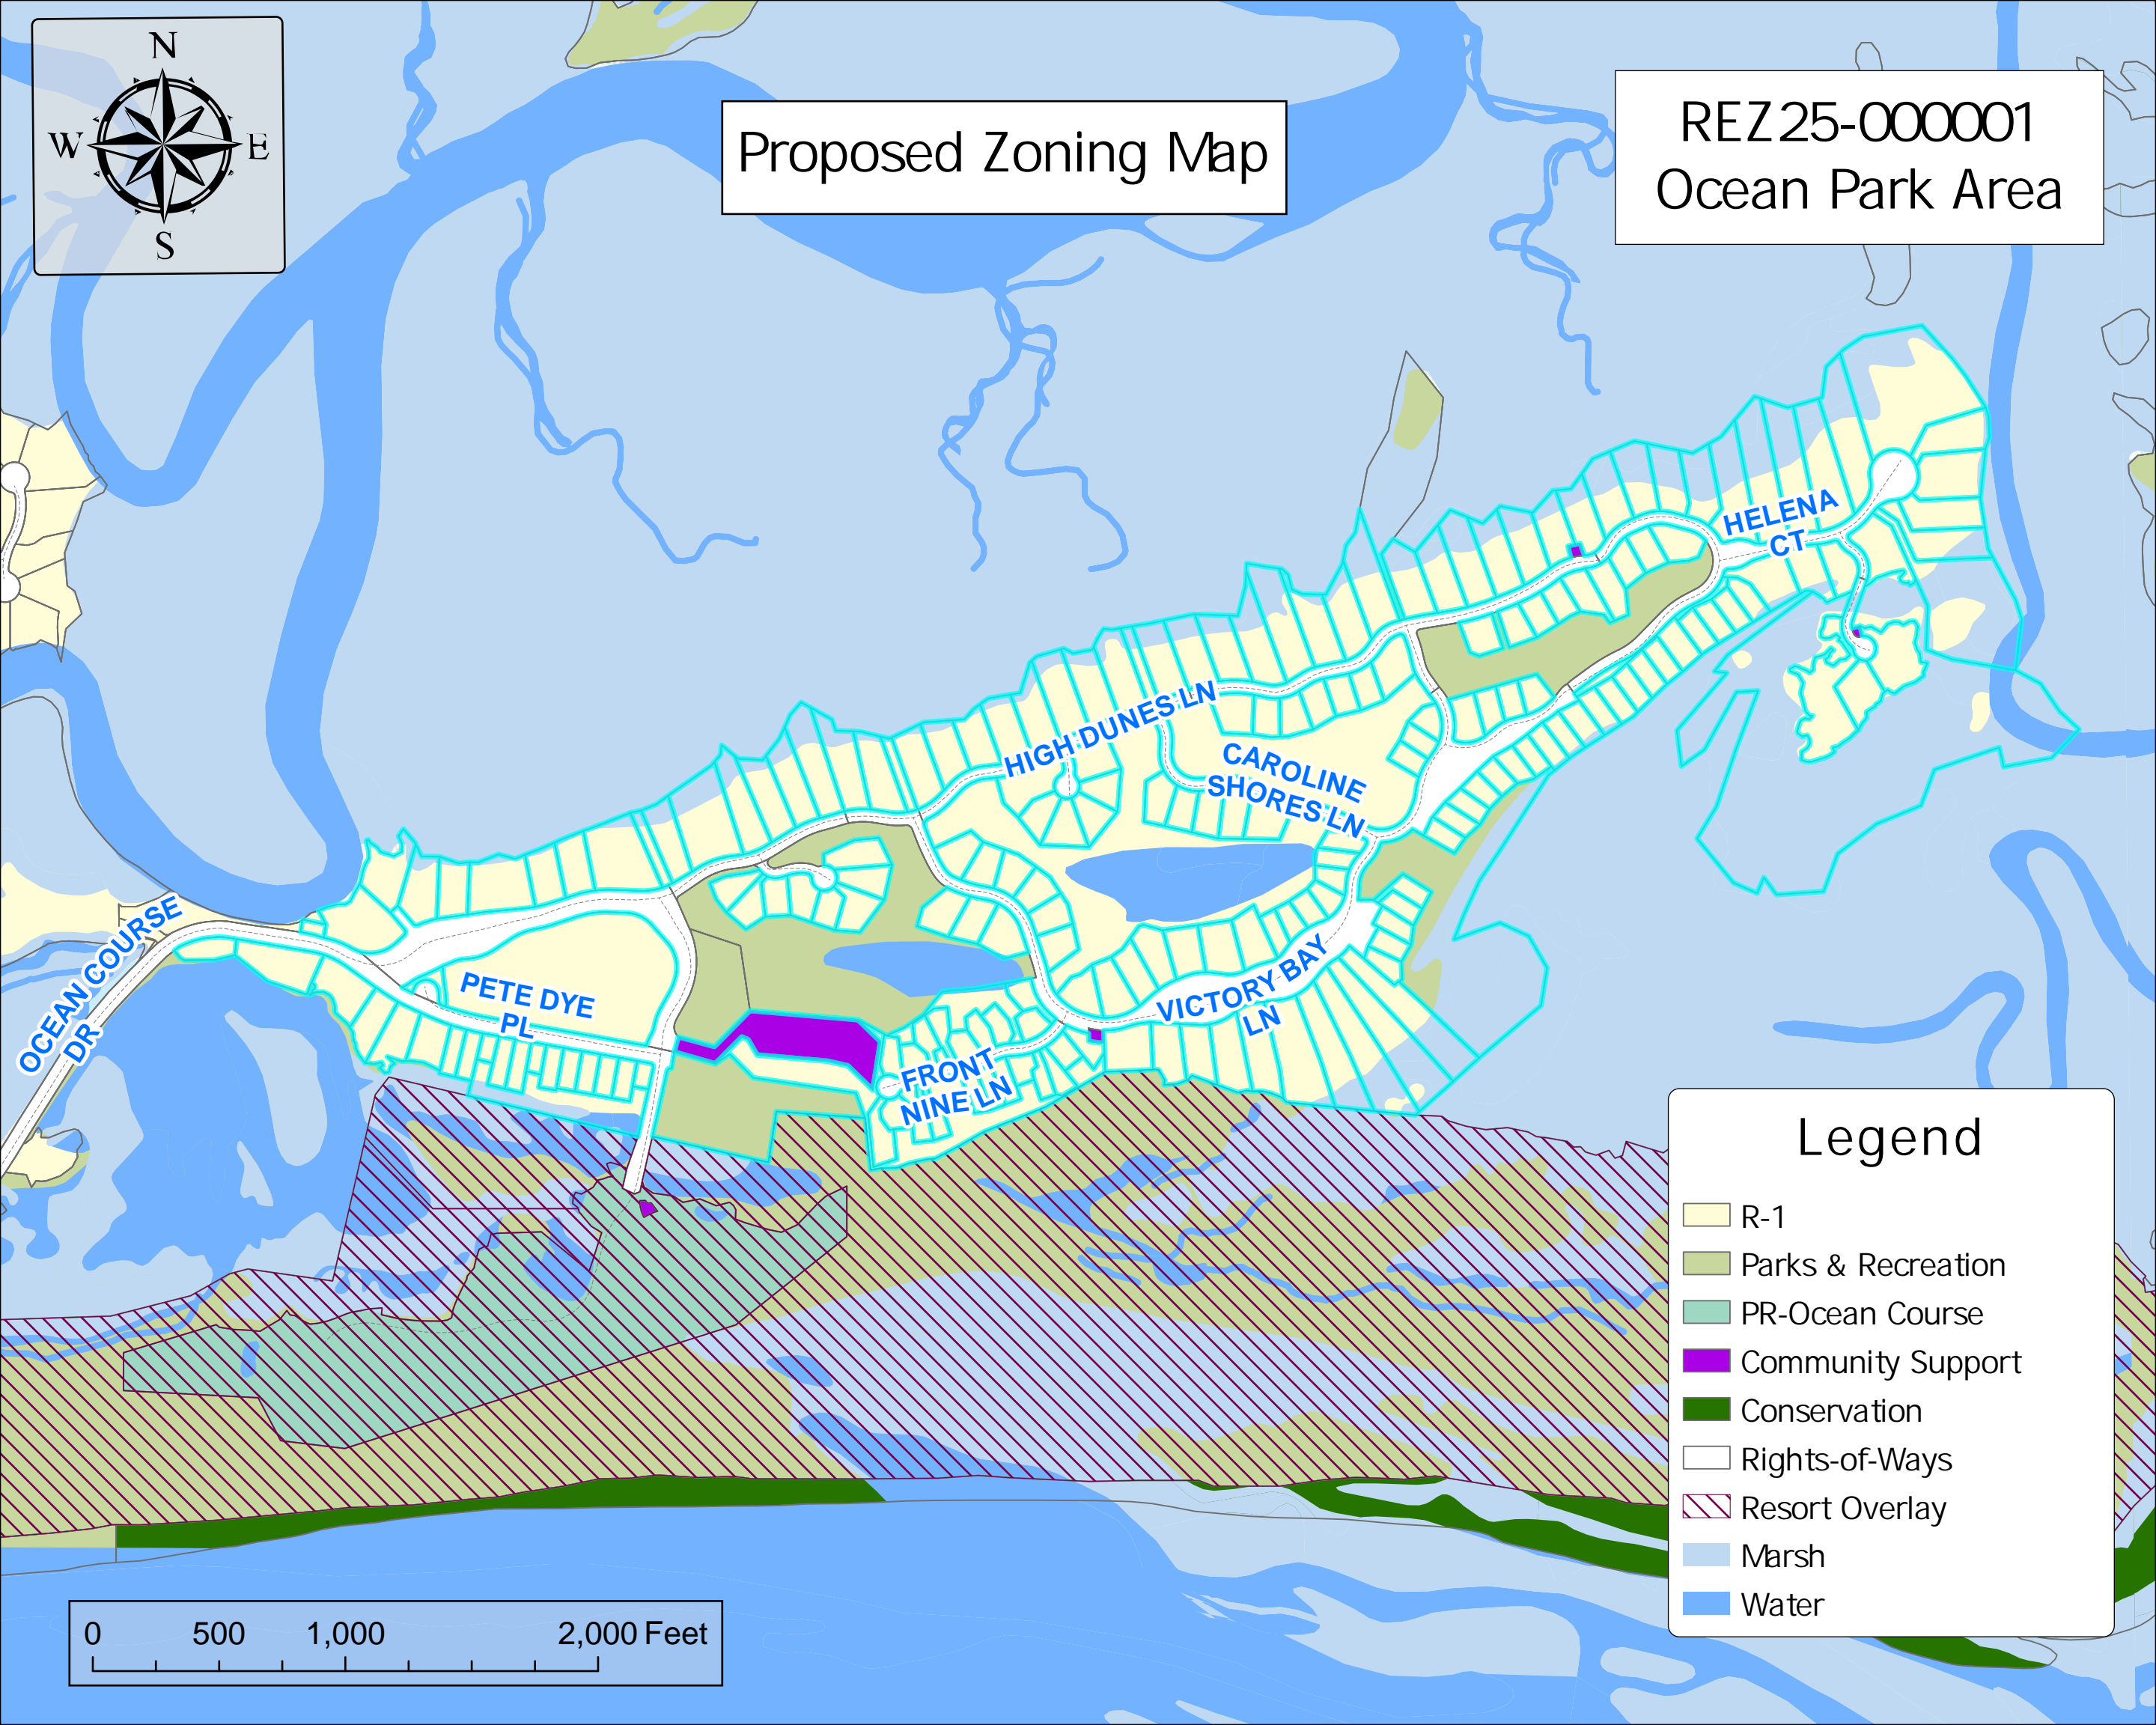 N
W E
S
Proposed Zoning Map
REZ25-000001
Ocean Park Area
HELENA
CT
HIGH DUNES LN
CAROLINE
SHORES LN
OCEAN COURSE
DR
PETE DYE
PL
VICTORY BAY
LN
FRONT
NINE LN
Legend
R-1
Parks & Recreation
PR-Ocean Course
Community Support
Conservation
Rights-of-Ways
Resort Overlay
Marsh
Water
0 500 1,000 2,000 Feet